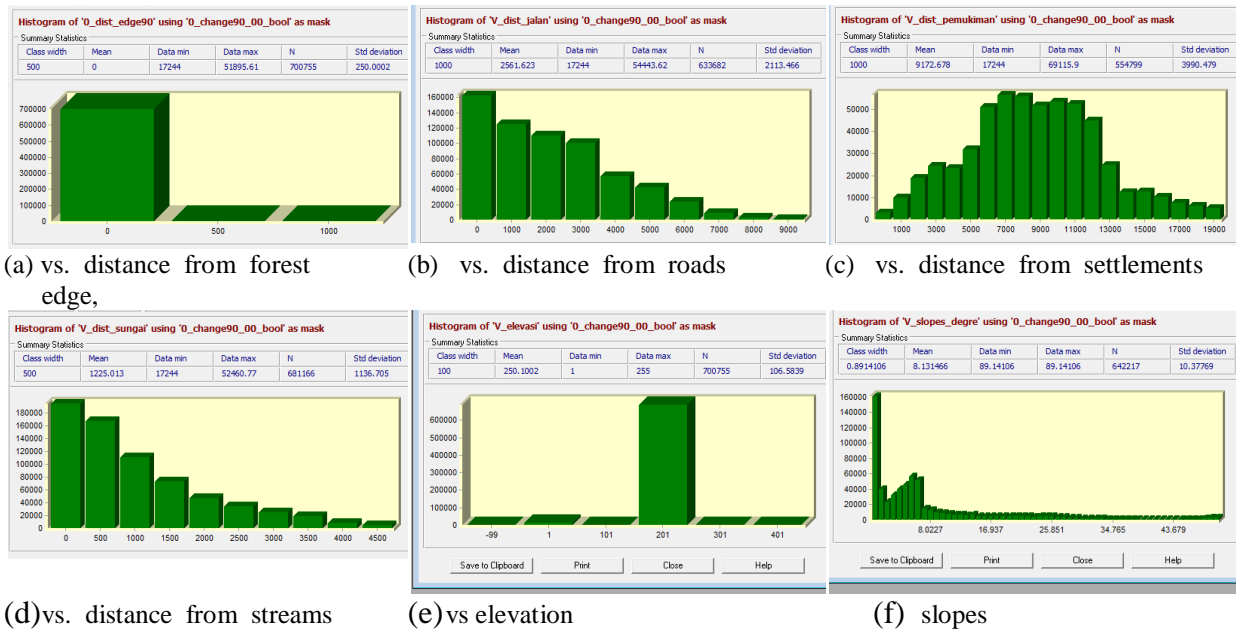 Histogram of '0_dist_edge90' using '0_change90_00_bool' as mask
Summary Statistics
Class width Mean Data min Data max N Std deviation
500 0 17244 51895.61 700755 250.0002
700000
600000
500000
400000
300000
200000
100000
0
0 500 1000
(a) vs. distance from forest
edge,
Histogram of 'V_dist_jalan' using '0_change90_00_bool' as mask
Summary Statistics
Class width Mean Data min Data max N Std deviation
1000 2561.623 17244 54443.62 633682 2113.466
160000
140000
120000
100000
80000
60000
40000
20000
0
0 1000 2000 3000 4000 5000 6000 7000 8000 9000
(b) vs. distance from roads
Histogram of 'V_dist_pemukiman' using '0_change90_00_bool' as mask
Summary Statistics
Class width Mean Data min Data max N Std deviation
1000 9172.678 17244 69115.9 554799 3990.479
50000
40000
30000
20000
10000
0
1000 3000 5000 7000 9000 11000 13000 15000 17000 19000
(c) vs. distance from settlements
Histogram of 'V_dist_sungai' using '0_change90_00_bool' as mask
Summary Statistics
Class width Mean Data min Data max N Std deviation
500 1225.013 17244 52460.77 681166 1136.705
180000
160000
140000
120000
100000
80000
60000
40000
20000
0
0 500 1000 1500 2000 2500 3000 3500 4000 4500
(d) vs. distance from streams
Histogram of 'V_elevasi' using '0_change90_00_bool' as mask
Summary Statistics
Class width Mean Data min Data max N Std deviation
100 250.1002 1 255 700755 106.5839
600000
500000
400000
300000
200000
100000
0
-99 1 101 201 301 401
Save to Clipboard Print Close Help
(e) vs elevation
Histogram of 'V_slopes_degre' using '0_change90_00_bool' as mask
Summary Statistics
Class width Mean Data min Data max N Std deviation
0.8914106 8.131466 89.14106 89.14106 642217 10.37769
160000
140000
120000
100000
80000
60000
40000
20000
0
8.0227 16.937 25.851 34.765 43.679
Save to Clipboard Print Close Help
(f) slopes